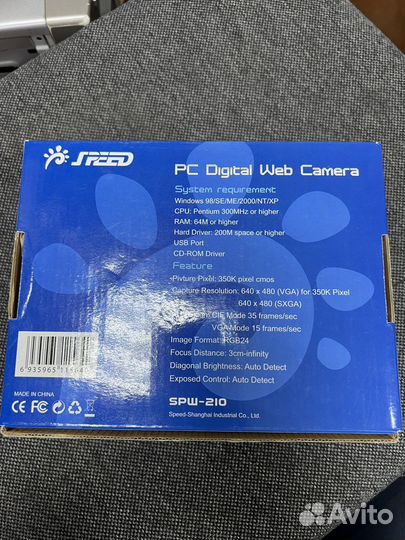 SPEED
PC Digital Web Camera
System requirement
Windows 98/SE/ME/2000/NT/XP
CPU: Pentium 300MHz or higher
RAM: 64M or higher
Hard Driver: 200M space or higher
USB Port
CD-ROM Driver
Feature
-Pivture Pixel: 350K pixel cmos
Capture Resolution: 640 x 480 (VGA) for 350K Pixel
640 x 480 (SXGA)
CIF Mode 35 frames/sec
VGA Mode 15 frames/sec
Image Format: RGB24
Focus Distance: 3cm-infinity
Diagonal Brightness: Auto Detect
Exposed Control: Auto Detect
6 935965
MADE IN CHINA
CE FC
SPW-210
Speed-Shanghai Industrial Co., Ltd.
Avito